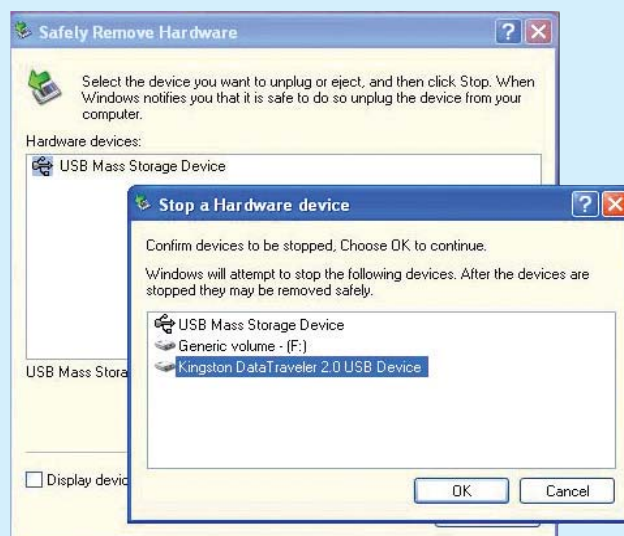 Safely Remove Hardware
Select the device you want to unplug or eject, and then click Stop. When
Windows notifies you that it is safe to do so unplug the device from your
computer.
Hardware devices:
USB Mass Storage Device
Stop a Hardware device
Confirm devices to be stopped, Choose OK to continue.
Windows will attempt to stop the following devices. After the devices are
stopped they may be removed safely.
USB Mass Storage Device
Generic volume - (F:)
Kingston DataTraveler 2.0 USB Device
USB Mass Stora
Display devic
OK
Cancel